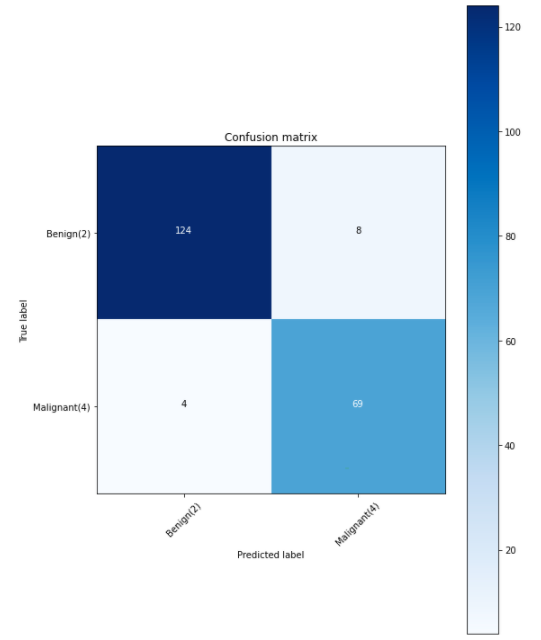 Confusion matrix
True label
Benign(2)
Malignant(4)
124
8
4
69
Benign(2)
Malignant(4)
Predicted label
120
100
80
60
40
20